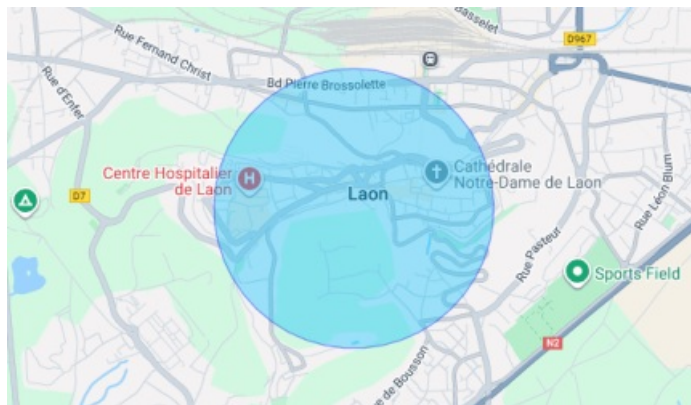 Basselet
D967
Rue Fernand Christ
Bd Pierre Brossolette
Rue d'Enfer
Centre Hospitalier
de Laon
H
Cathédrale
Notre-Dame de Laon
Laon
D7
Rue Léon Blum
Rue Pasteur
Sports Field
N2
e de Bousson